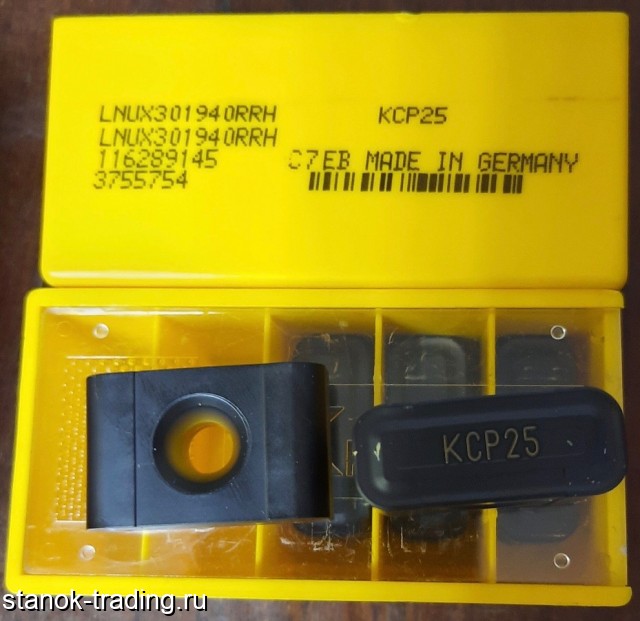 LNUX301940RRH KCP25
LNUX301940RRH
116289145 C7EB MADE IN GERMANY
3755754
KCP25
stanok-trading.ru